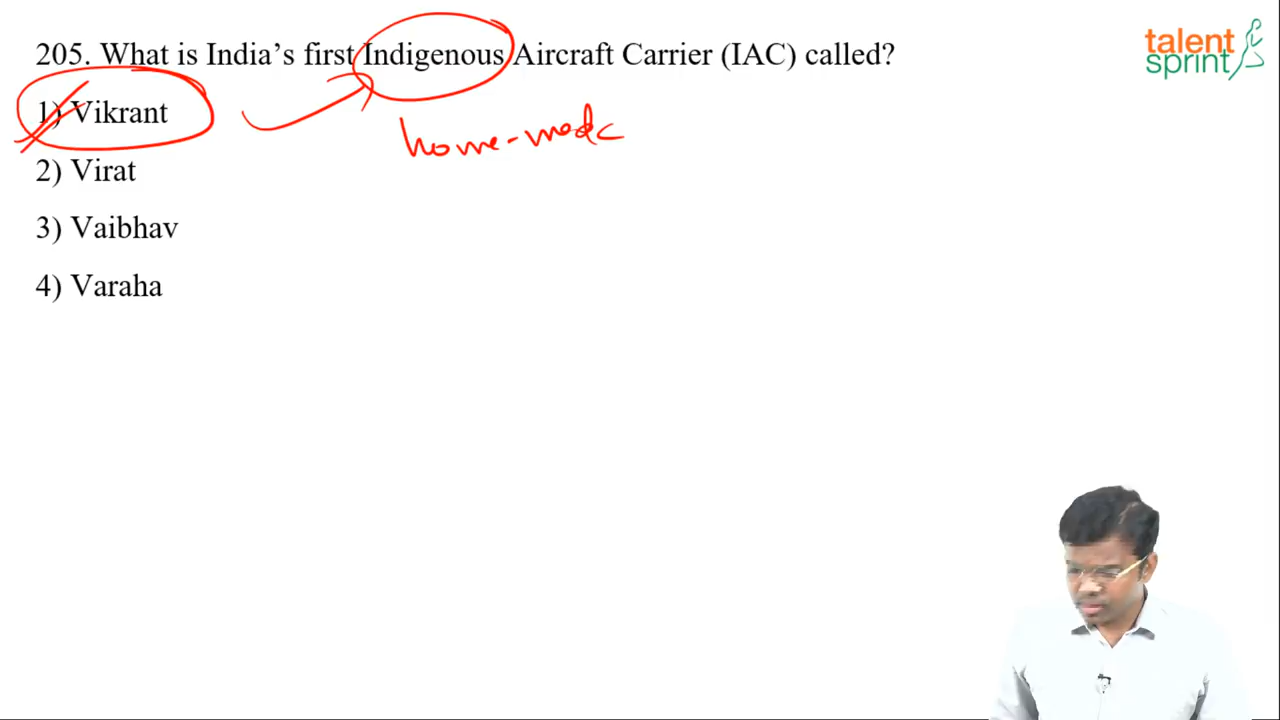 205. What is India’s first Indigenous Aircraft Carrier (IAC) called?
talent
sprint
1) Vikrant
home-made
2) Virat
3) Vaibhav
4) Varaha